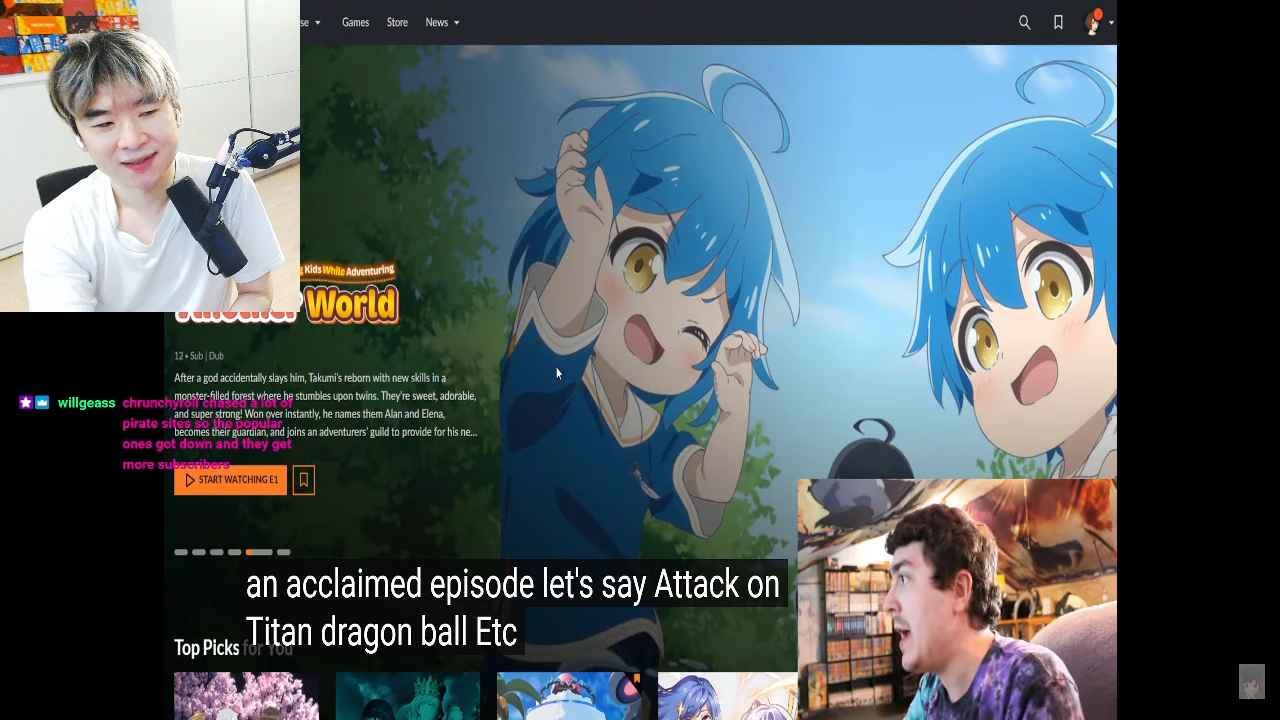 Games Store News
Kids While Adventuring
World
12 • Sub | Dub
After a god accidentally slays him, Takumi's reborn with new skills in a
monster-filled forest where he stumbles upon twins. They're sweet, adorable,
and super strong! Won over instantly, he names them Alan and Elena,
becomes their guardian, and joins an adventurers' guild to provide for his ne...
willgeass chrunchyroll chased a lot of
pirate sites so the popular
ones got down and they get
more subscribers
START WATCHING E1
an acclaimed episode let's say Attack on
Titan dragon ball Etc
Top Picks for You